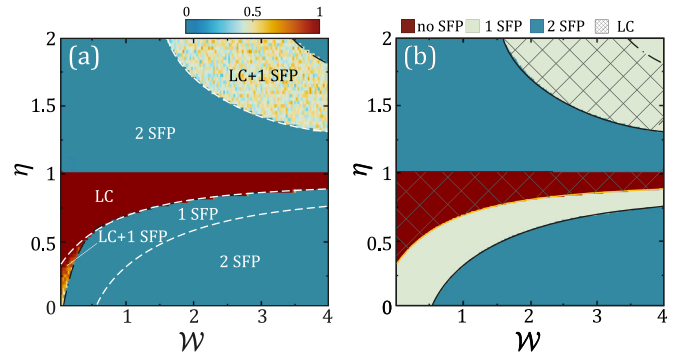 0 0.5 1
no SFP 1 SFP 2 SFP LC
(a)
LC+1 SFP
2 SFP
LC
1 SFP
LC+1 SFP
2 SFP
2
1.5
1
0.5
0
η
1 2 3 4
𝒲
(b)
2
1.5
1
0.5
0
η
1 2 3 4
𝒲